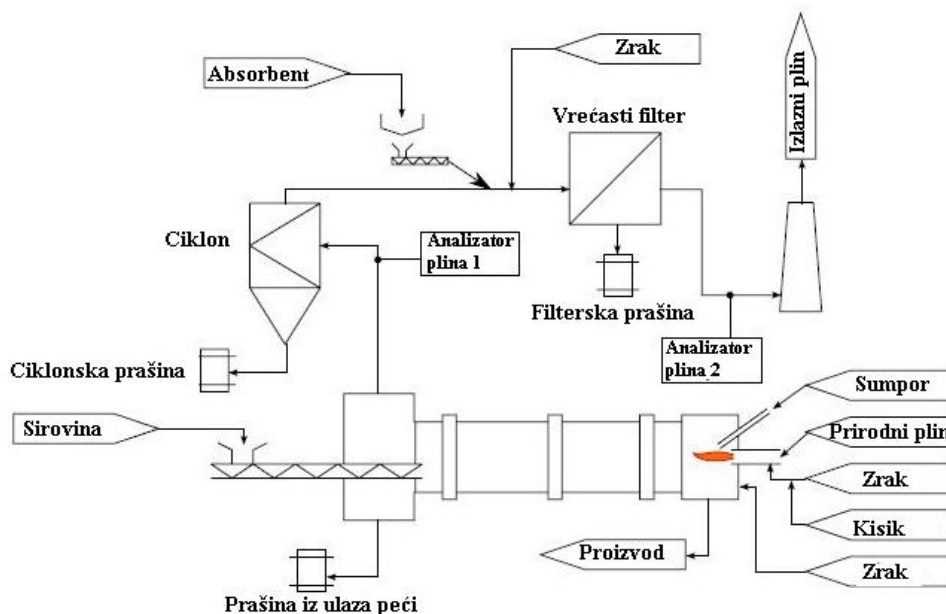 Zrak
Absorbent
Izlazni plin
Vrećasti filter
Ciklon
Analizator
plina 1
Filterska prašina
Analizator
plina 2
Ciklonska prašina
Sumpor
Sirovina
Prirodni plin
Zrak
Kisik
Proizvod
Zrak
Prašina iz ulaza peći